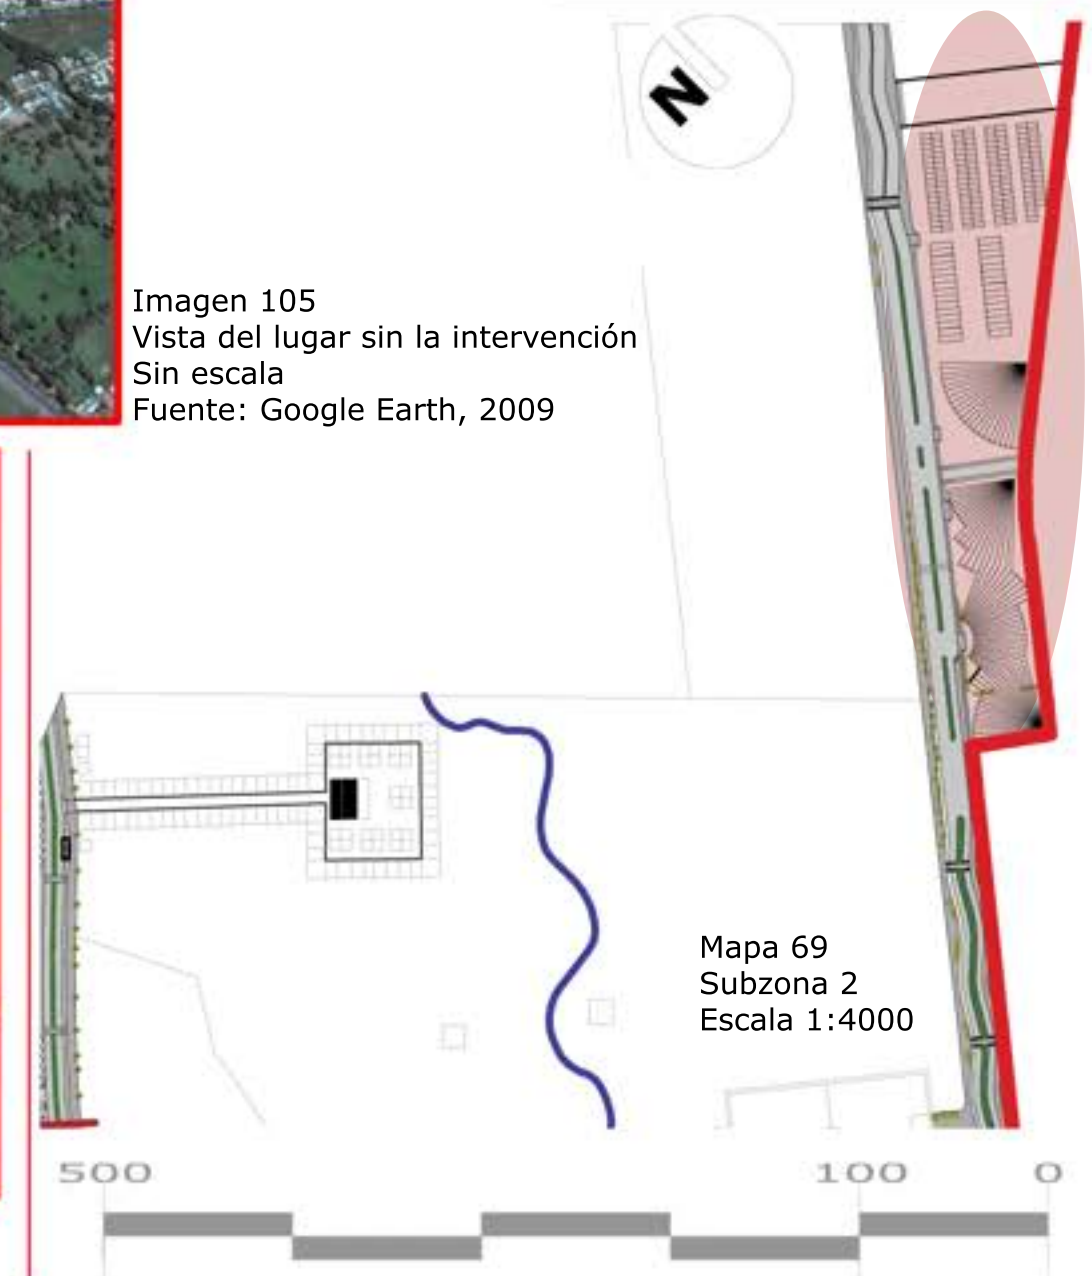 N
Imagen 105
Vista del lugar sin la intervención
Sin escala
Fuente: Google Earth, 2009
Mapa 69
Subzona 2
Escala 1:4000
500 100 0